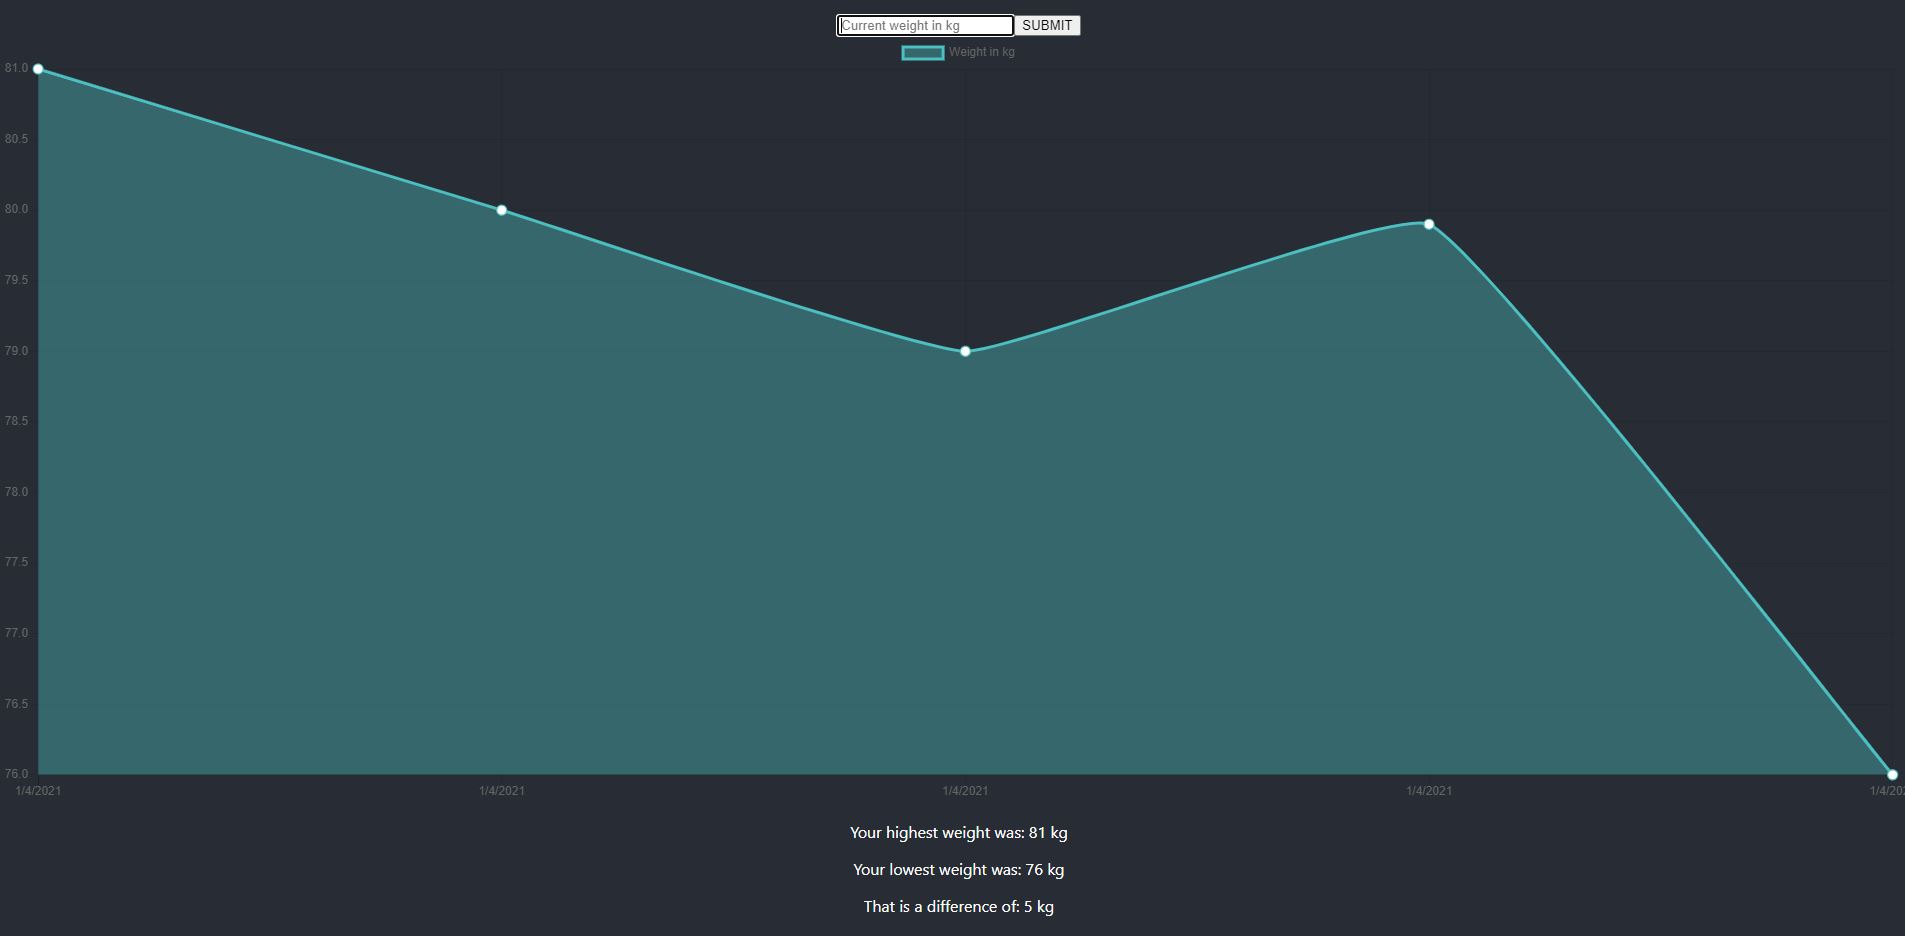 Current weight in kg SUBMIT
Weight in kg
81.0
80.5
80.0
79.5
79.0
78.5
78.0
77.5
77.0
76.5
76.0
1/4/2021 1/4/2021 1/4/2021 1/4/2021 1/4/202
Your highest weight was: 81 kg
Your lowest weight was: 76 kg
That is a difference of: 5 kg